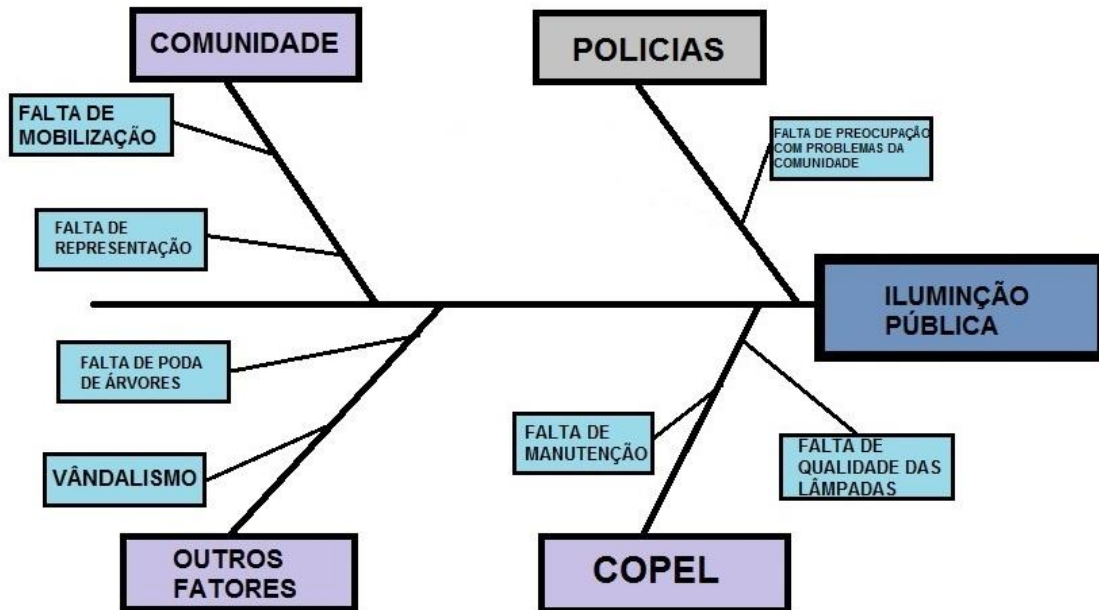 COMUNIDADE
POLICIAS
FALTA DE
MOBILIZAÇÃO
FALTA DE PREOCUPAÇÃO
COM PROBLEMAS DA
COMUNIDADE
FALTA DE
REPRESENTAÇÃO
ILUMINÇÃO
PÚBLICA
FALTA DE PODA
DE ÁRVORES
FALTA DE
MANUTENÇÃO
FALTA DE
QUALIDADE DAS
LÂMPADAS
VÂNDALISMO
OUTROS
FATORES
COPEL